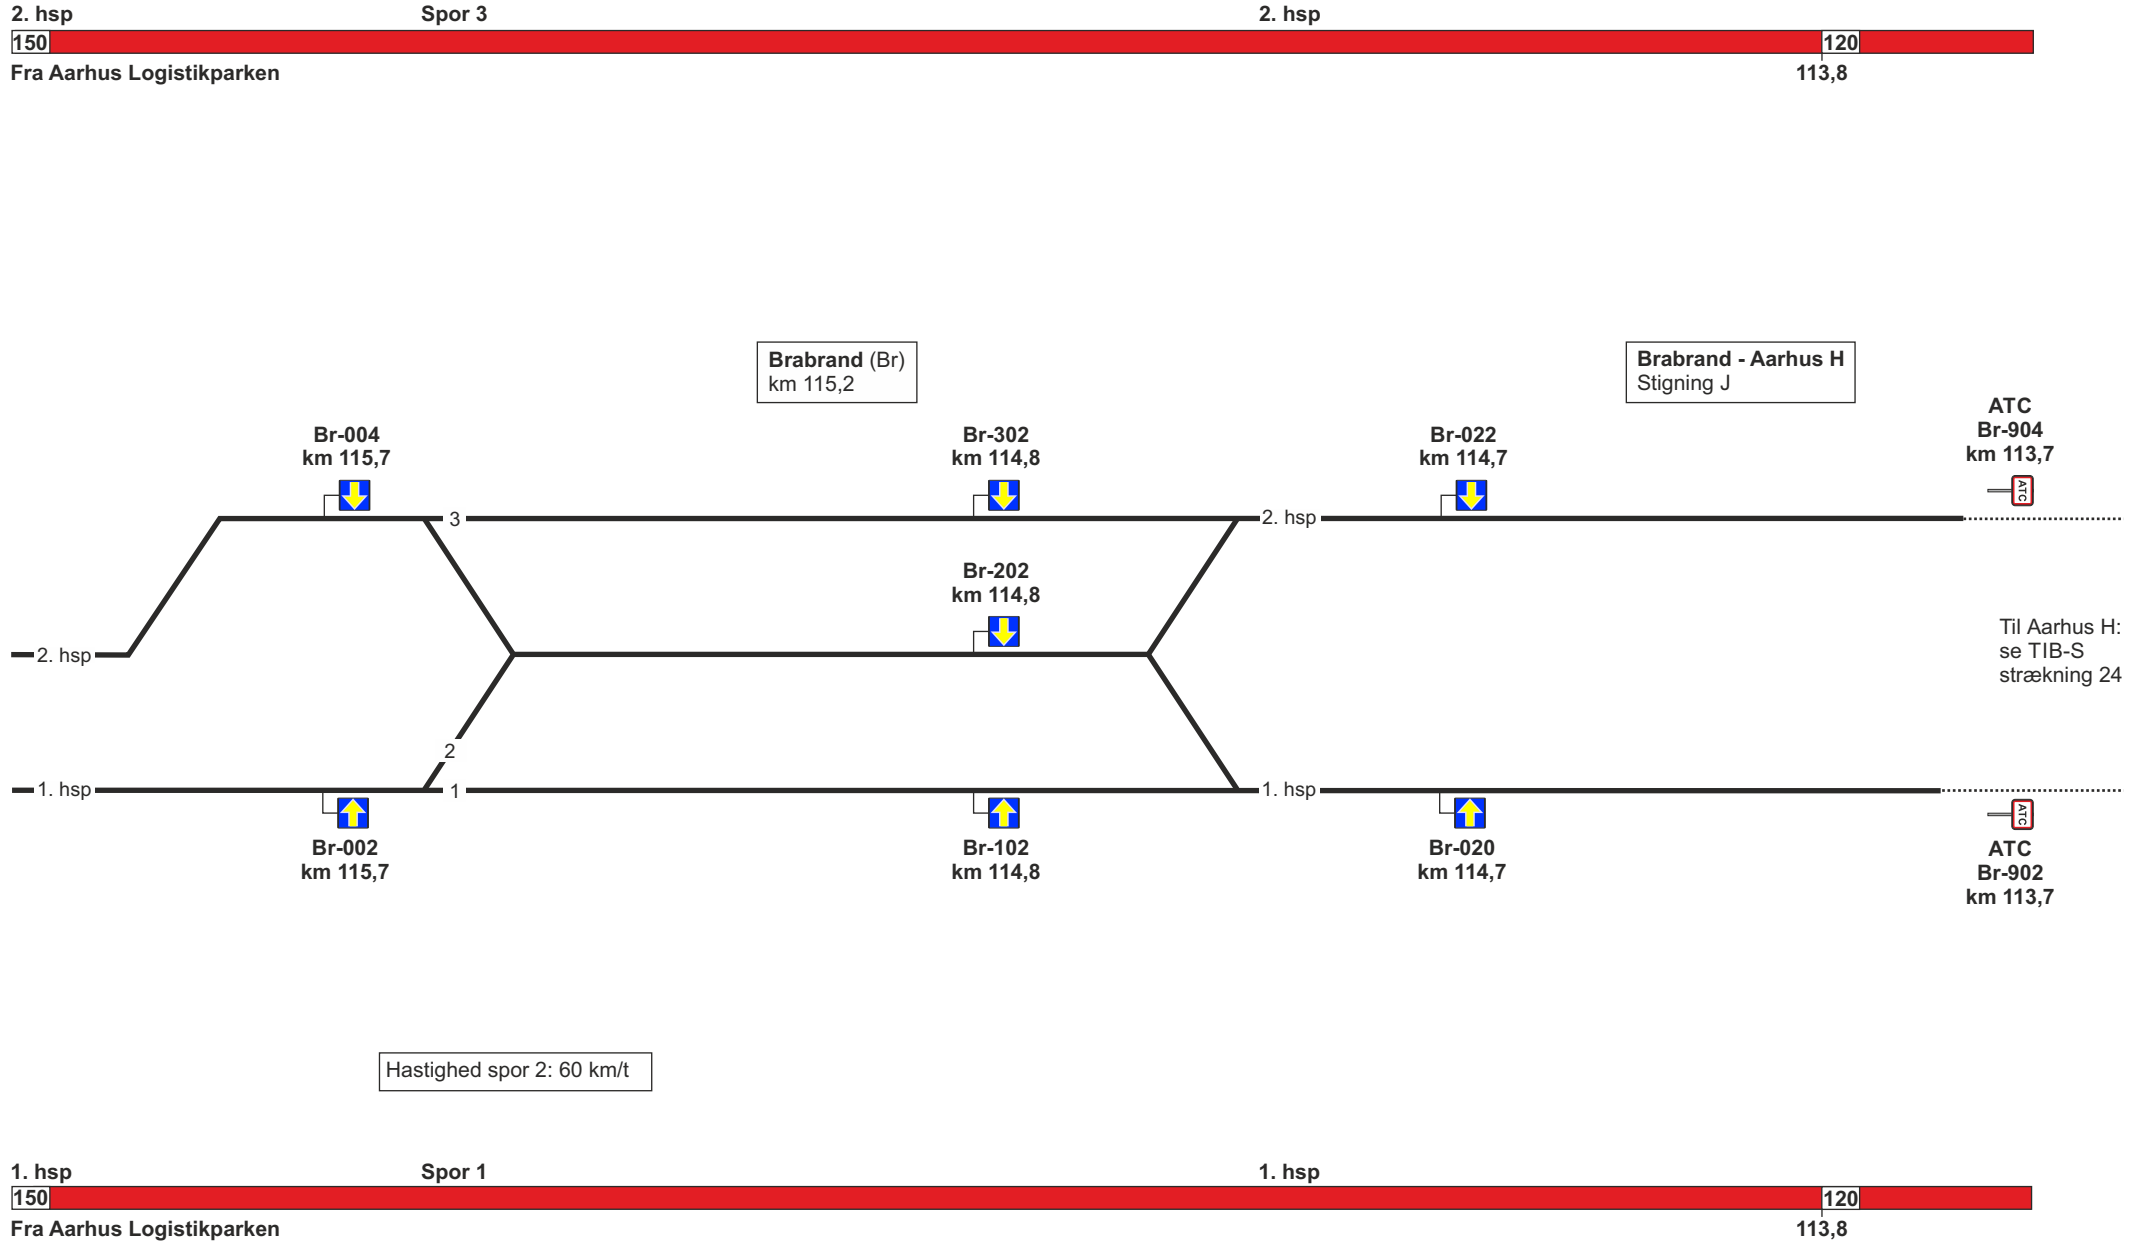 2. hsp Spor 3 2. hsp
150 120
Fra Aarhus Logistikparken 113,8
Brabrand (Br)
km 115,2
Brabrand - Aarhus H
Stigning J
Br-004
km 115,7
Br-302
km 114,8
Br-022
km 114,7
ATC
Br-904
km 113,7
ATC
3
2. hsp
Br-202
km 114,8
2. hsp
Til Aarhus H:
se TIB-S
strækning 24
2
1. hsp
1
1. hsp
ATC
Br-002
km 115,7
Br-102
km 114,8
Br-020
km 114,7
ATC
Br-902
km 113,7
Hastighed spor 2: 60 km/t
1. hsp Spor 1 1. hsp
150 120
Fra Aarhus Logistikparken 113,8